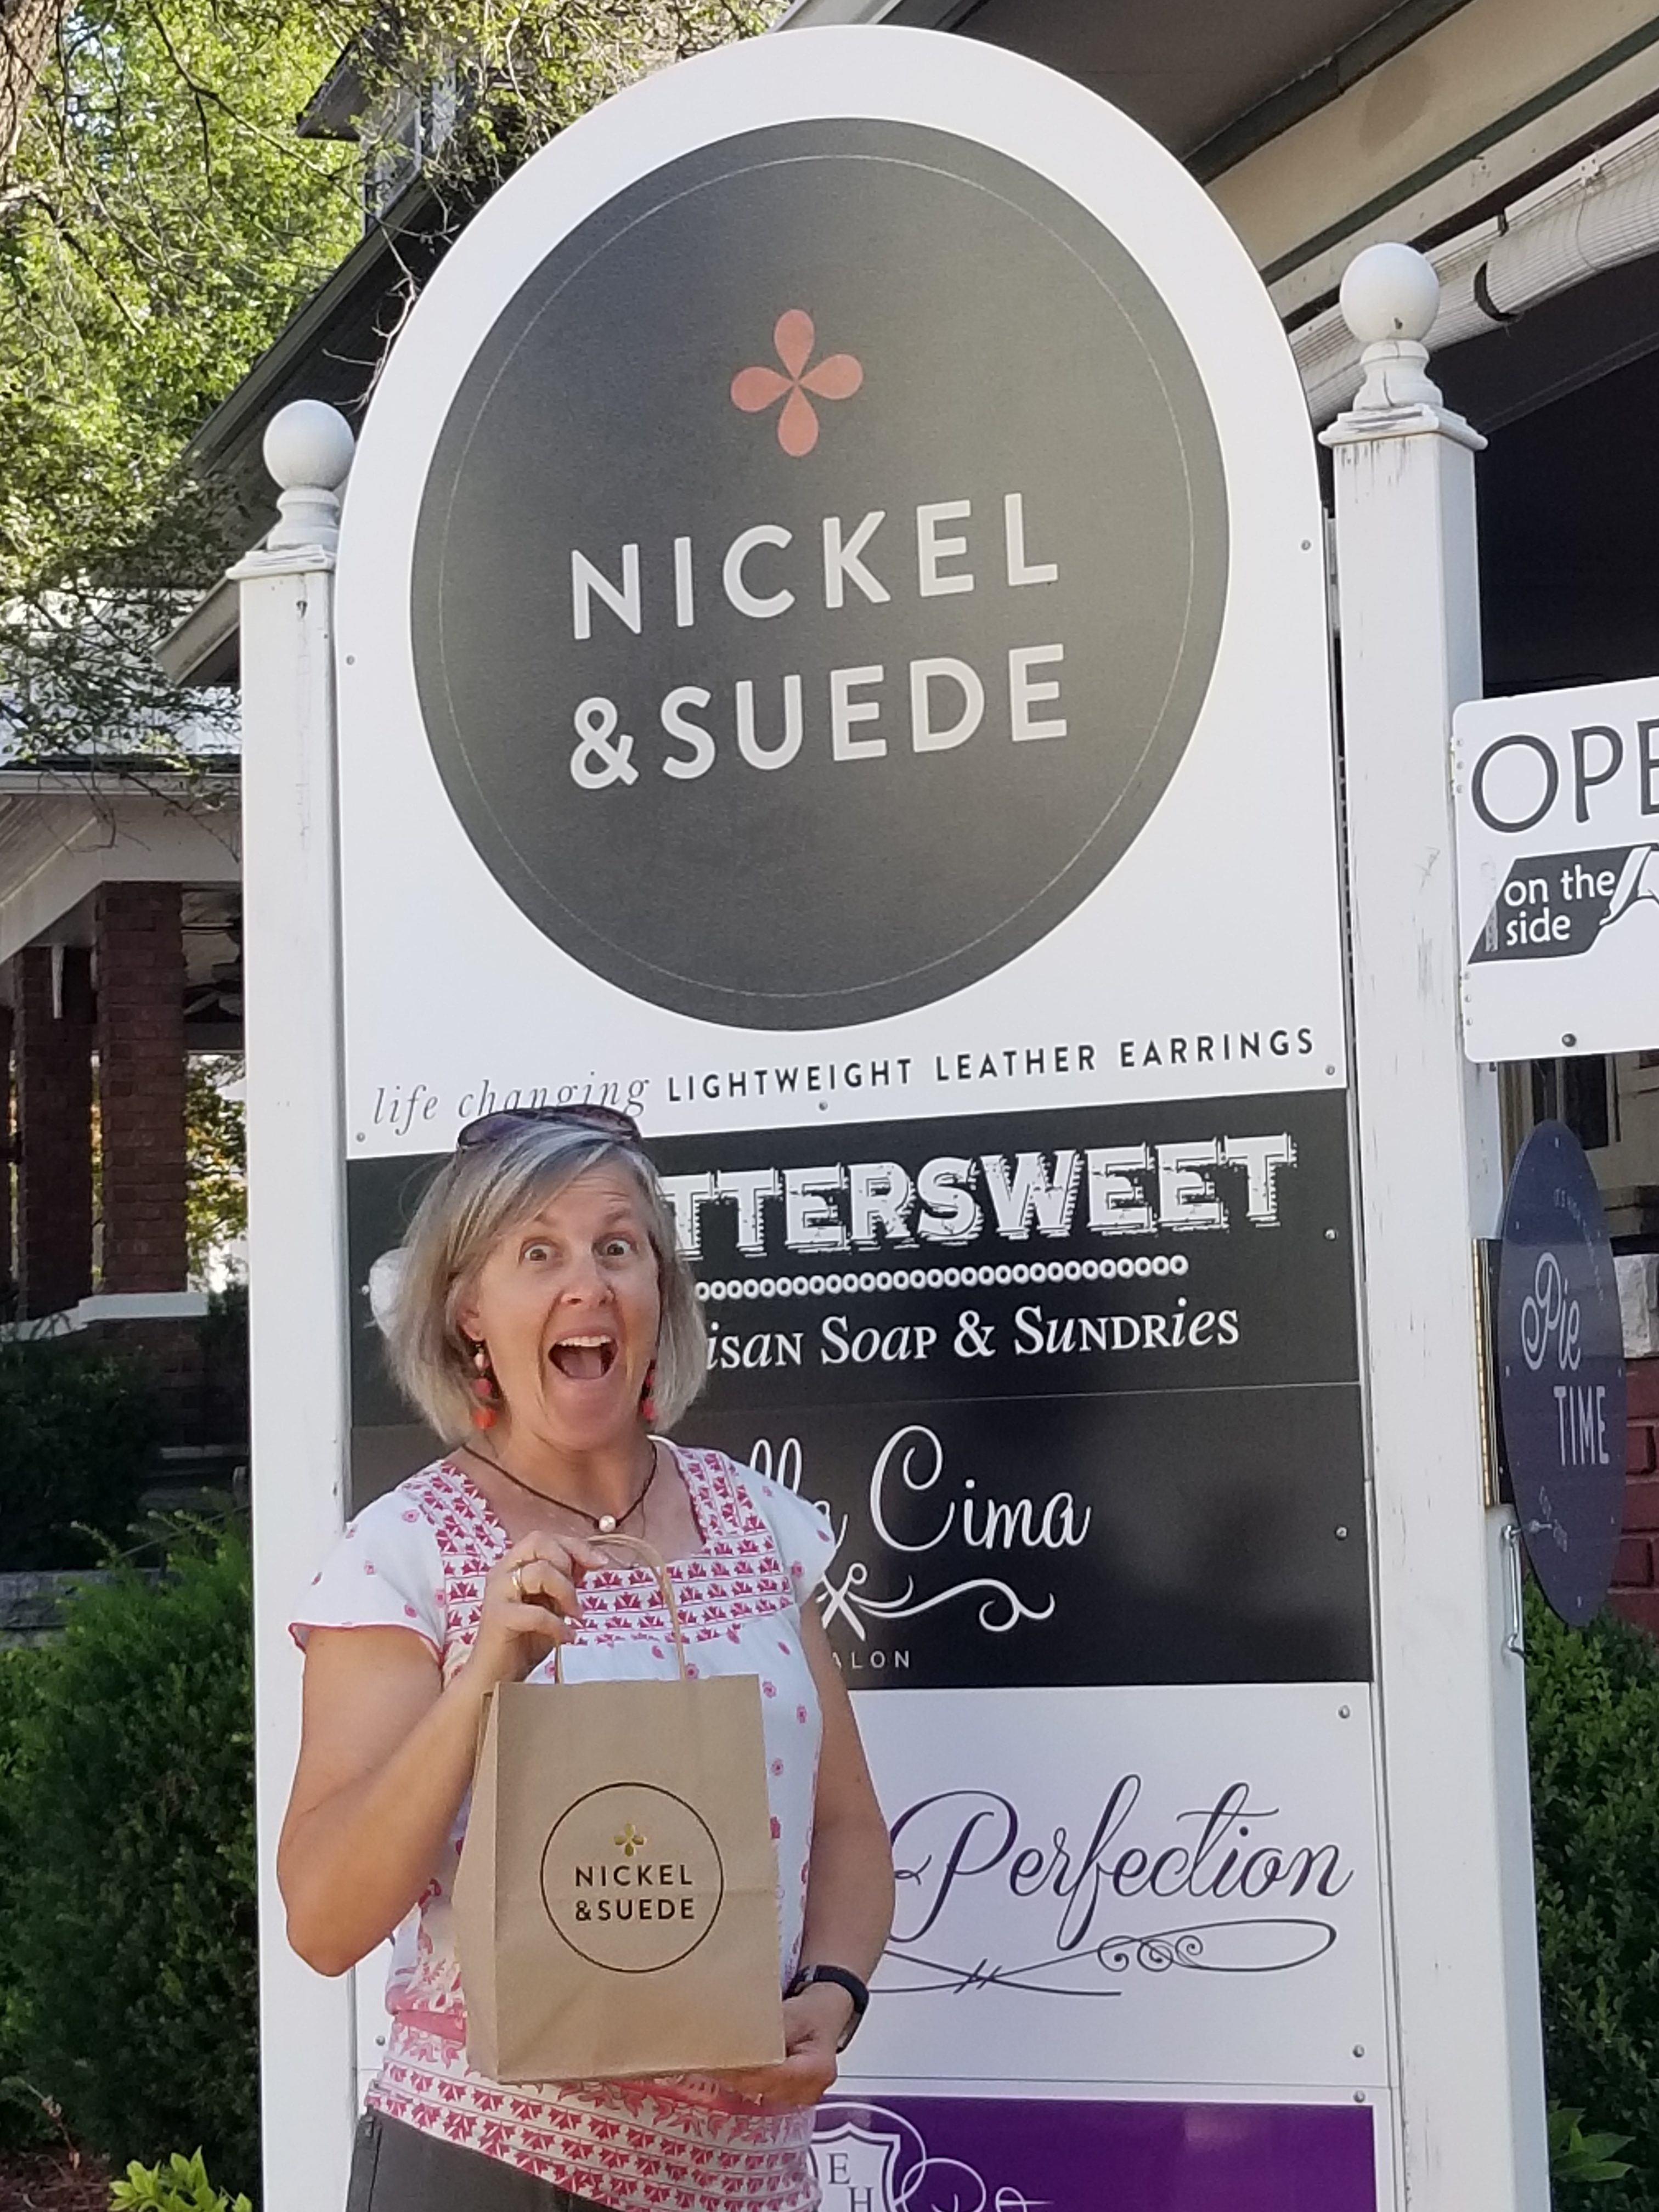 NICKEL
& SUEDE
life changing LIGHTWEIGHT LEATHER EARRINGS
TTERSWEET
isan Soap & Sundries
Cima
ALON
Perfection
E
H
OPE
on the
side
Pie
TIME
NICKEL
& SUEDE